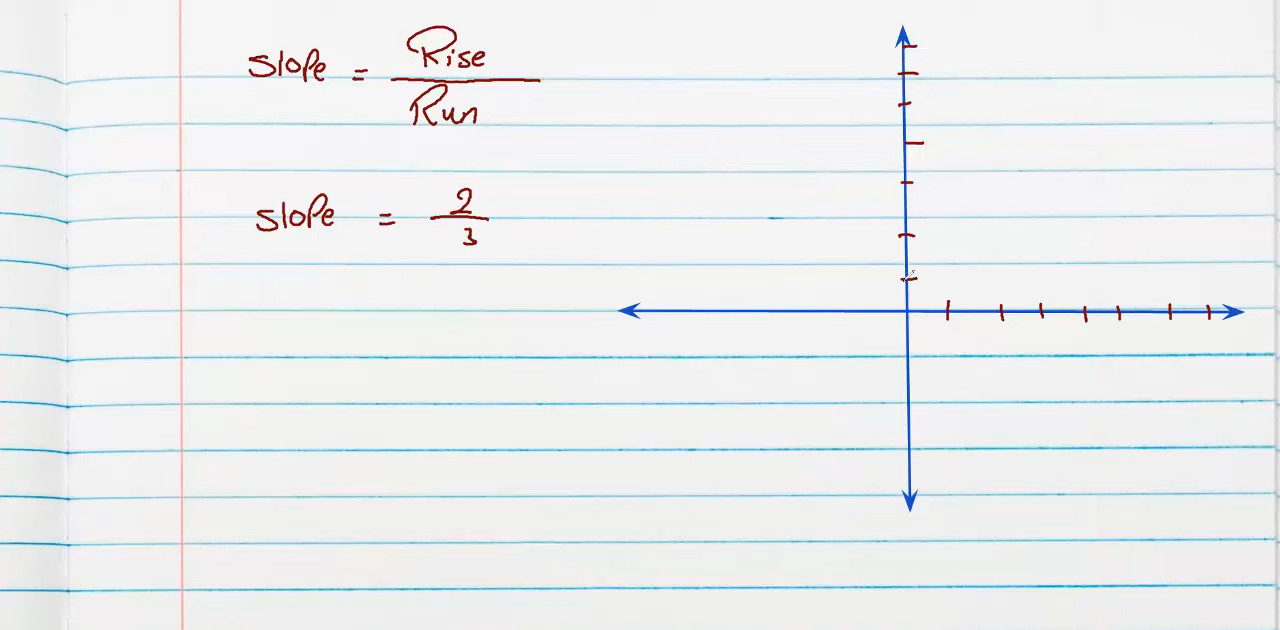 slope = Rise / Run
slope = 2 / 3